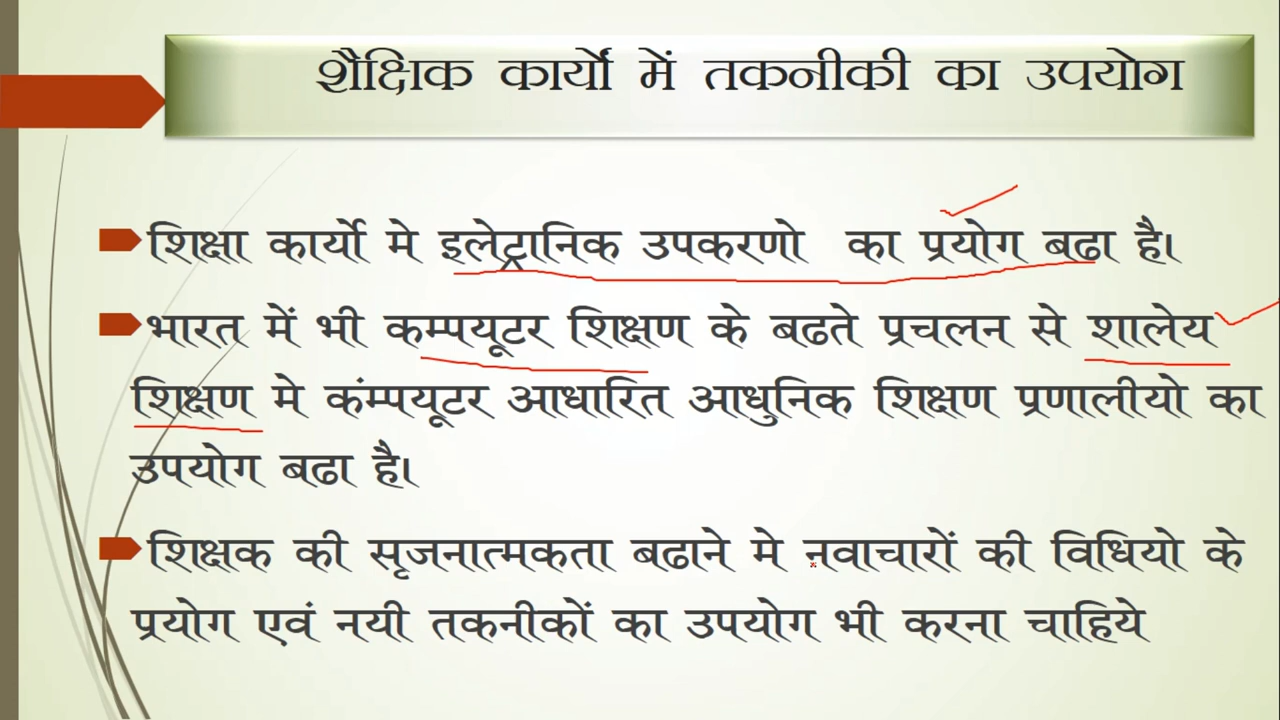 शैक्षिक कार्यो में तकनीकी का उपयोग
शिक्षा कार्यो मे इलेट्रानिक उपकरणो का प्रयोग बढा है।
भारत में भी कम्पयूटर शिक्षण के बढते प्रचलन से शालेय
शिक्षण मे कंम्पयूटर आधारित आधुनिक शिक्षण प्रणालीयो का
उपयोग बढा है।
शिक्षक की सृजनात्मकता बढाने मे नवाचारों की विधियो के
प्रयोग एवं नयी तकनीकों का उपयोग भी करना चाहिये